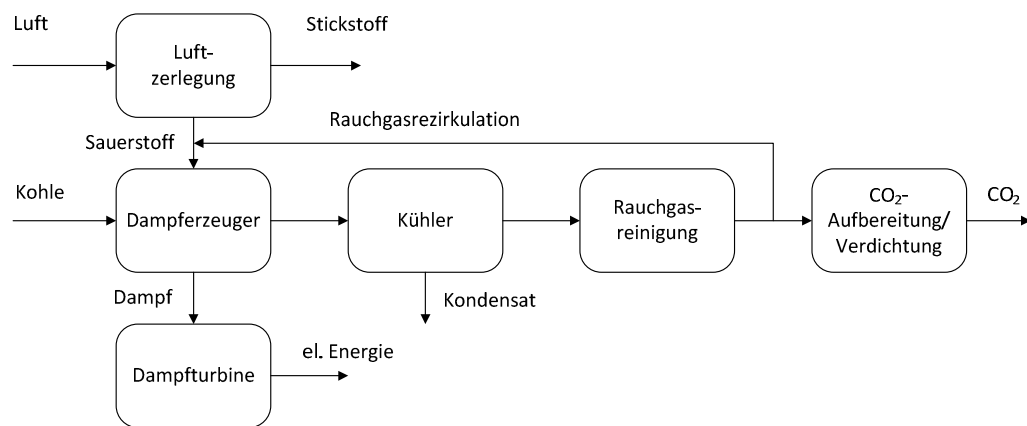 Luft
Luft-
zerlegung
Stickstoff
Sauerstoff
Rauchgasrezirkulation
Kohle
Dampferzeuger
Kühler
Rauchgas-
reinigung
CO₂-
Aufbereitung/
Verdichtung
CO₂
Dampf
Kondensat
Dampfturbine
el. Energie